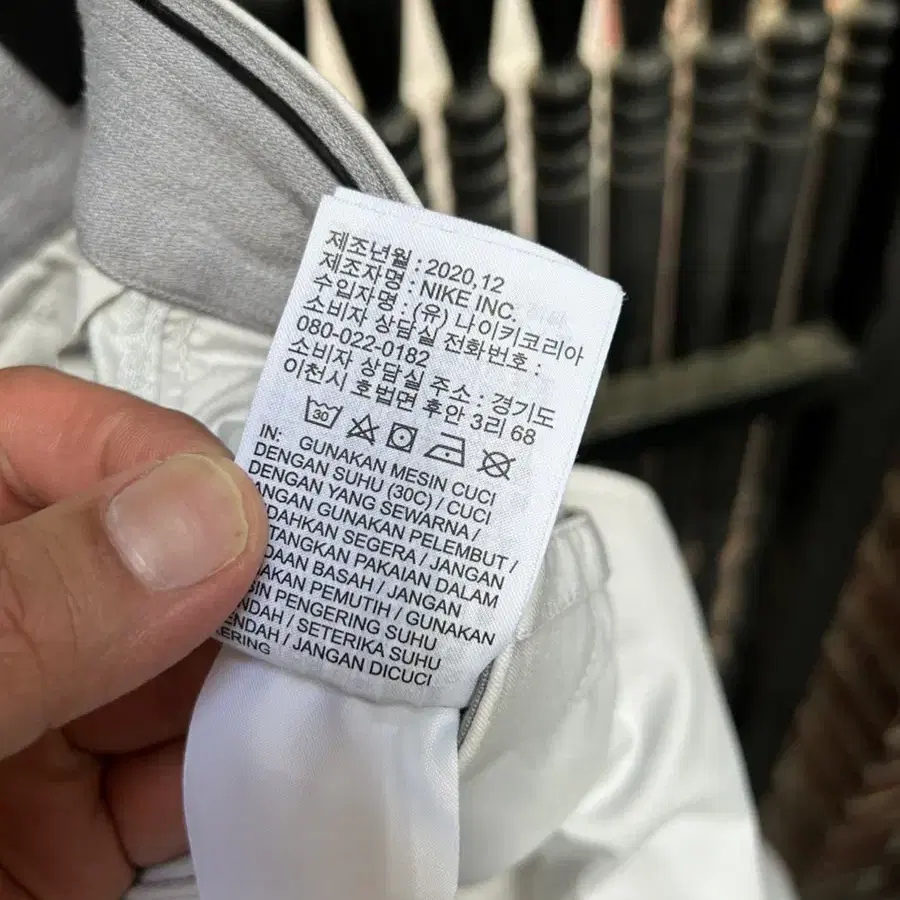 제조년월 : 2020,12
제조자명 : NIKE INC.
수입자명 : (유) 나이키코리아
소비자 상담실 전화번호 :
080-022-0182
소비자 상담실 주소 : 경기도
이천시 호법면 후안 3리 68
30
IN: GUNAKAN MESIN CUCI
DENGAN SUHU (30C) / CUCI
DENGAN YANG SEWARNA /
JANGAN GUNAKAN PELEMBUT /
SEGERA / JANGAN
PAKAIAN DALAM
BASAH / JANGAN
PEMUTIH / GUNAKAN
PENGERING SUHU
/ SETERIKA SUHU
/ JANGAN DICUCI